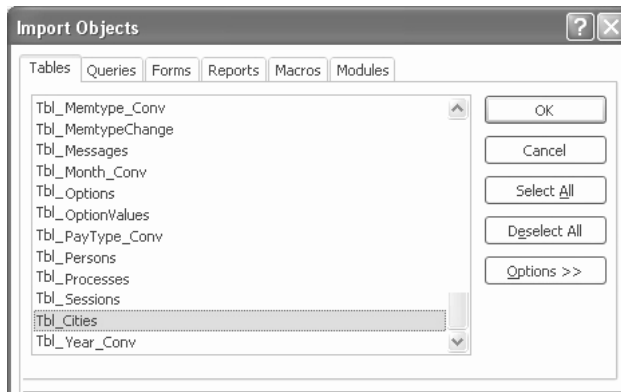 Import Objects
Tables Queries Forms Reports Macros Modules
Tbl_Memtype_Conv
Tbl_MemtypeChange
Tbl_Messages
Tbl_Month_Conv
Tbl_Options
Tbl_OptionValues
Tbl_PayType_Conv
Tbl_Persons
Tbl_Processes
Tbl_Sessions
Tbl_Cities
Tbl_Year_Conv
OK
Cancel
Select All
Deselect All
Options >>